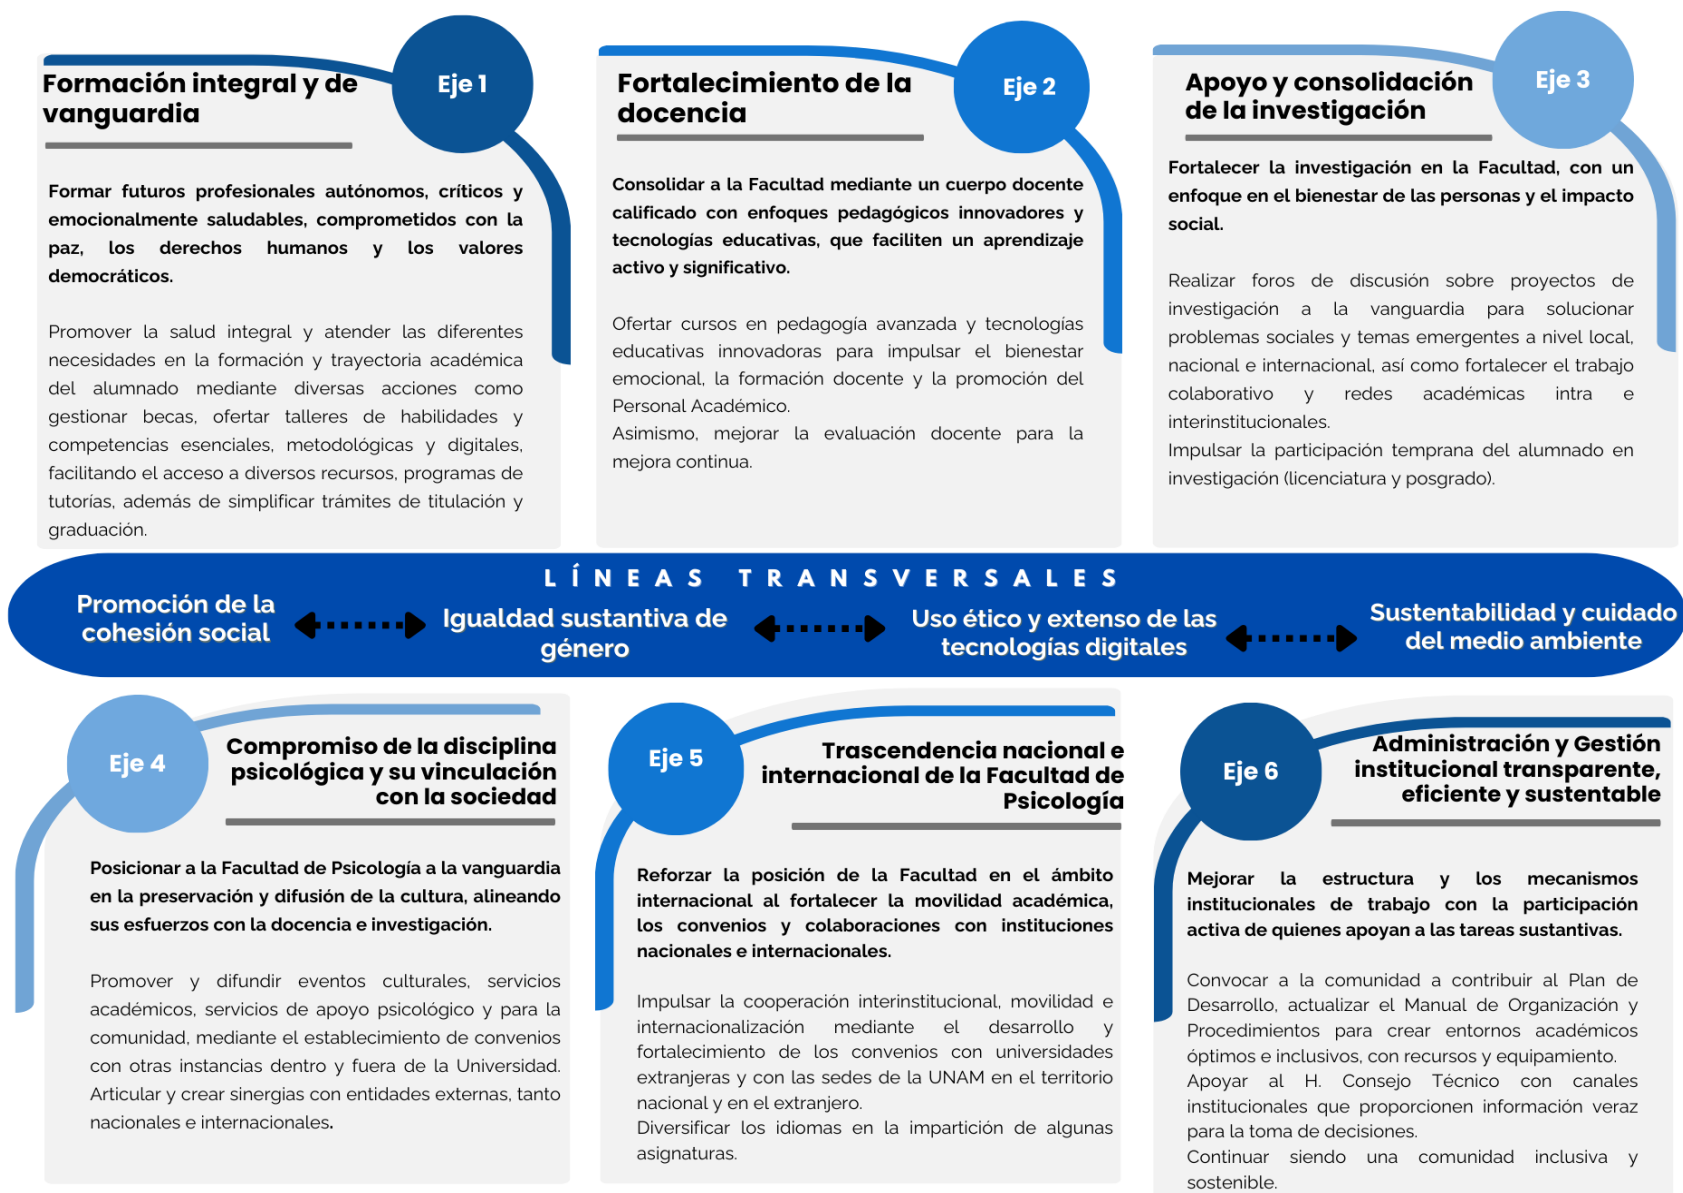 Eje 1
Formación integral y de
vanguardia
Formar futuros profesionales autónomos, críticos y
emocionalmente saludables, comprometidos con la
paz, los derechos humanos y los valores
democráticos.
Promover la salud integral y atender las diferentes
necesidades en la formación y trayectoria académica
del alumnado mediante diversas acciones como
gestionar becas, ofertar talleres de habilidades y
competencias esenciales, metodológicas y digitales,
facilitando el acceso a diversos recursos, programas de
tutorías, además de simplificar trámites de titulación y
graduación.
Eje 2
Fortalecimiento de la
docencia
Consolidar a la Facultad mediante un cuerpo docente
calificado con enfoques pedagógicos innovadores y
tecnologías educativas, que faciliten un aprendizaje
activo y significativo.
Ofertar cursos en pedagogía avanzada y tecnologías
educativas innovadoras para impulsar el bienestar
emocional, la formación docente y la promoción del
Personal Académico.
Asimismo, mejorar la evaluación docente para la
mejora continua.
Eje 3
Apoyo y consolidación
de la investigación
Fortalecer la investigación en la Facultad, con un
enfoque en el bienestar de las personas y el impacto
social.
Realizar foros de discusión sobre proyectos de
investigación a la vanguardia para solucionar
problemas sociales y temas emergentes a nivel local,
nacional e internacional, así como fortalecer el trabajo
colaborativo y redes académicas intra e
interinstitucionales.
Impulsar la participación temprana del alumnado en
investigación (licenciatura y posgrado).
LÍNEAS TRANSVERSALES
Promoción de la
cohesión social
Igualdad sustantiva de
género
Uso ético y extenso de las
tecnologías digitales
Sustentabilidad y cuidado
del medio ambiente
Eje 4
Compromiso de la disciplina
psicológica y su vinculación
con la sociedad
Posicionar a la Facultad de Psicología a la vanguardia
en la preservación y difusión de la cultura, alineando
sus esfuerzos con la docencia e investigación.
Promover y difundir eventos culturales, servicios
académicos, servicios de apoyo psicológico y para la
comunidad, mediante el establecimiento de convenios
con otras instancias dentro y fuera de la Universidad.
Articular y crear sinergias con entidades externas, tanto
nacionales e internacionales.
Eje 5
Trascendencia nacional e
internacional de la Facultad de
Psicología
Reforzar la posición de la Facultad en el ámbito
internacional al fortalecer la movilidad académica,
los convenios y colaboraciones con instituciones
nacionales e internacionales.
Impulsar la cooperación interinstitucional, movilidad e
internacionalización mediante el desarrollo y
fortalecimiento de los convenios con universidades
extranjeras y con las sedes de la UNAM en el territorio
nacional y en el extranjero.
Diversificar los idiomas en la impartición de algunas
asignaturas.
Eje 6
Administración y Gestión
institucional transparente,
eficiente y sustentable
Mejorar la estructura y los mecanismos
institucionales de trabajo con la participación
activa de quienes apoyan a las tareas sustantivas.
Convocar a la comunidad a contribuir al Plan de
Desarrollo, actualizar el Manual de Organización y
Procedimientos para crear entornos académicos
óptimos e inclusivos, con recursos y equipamiento.
Apoyar al H. Consejo Técnico con canales
institucionales que proporcionen información veraz
para la toma de decisiones.
Continuar siendo una comunidad inclusiva y
sostenible.